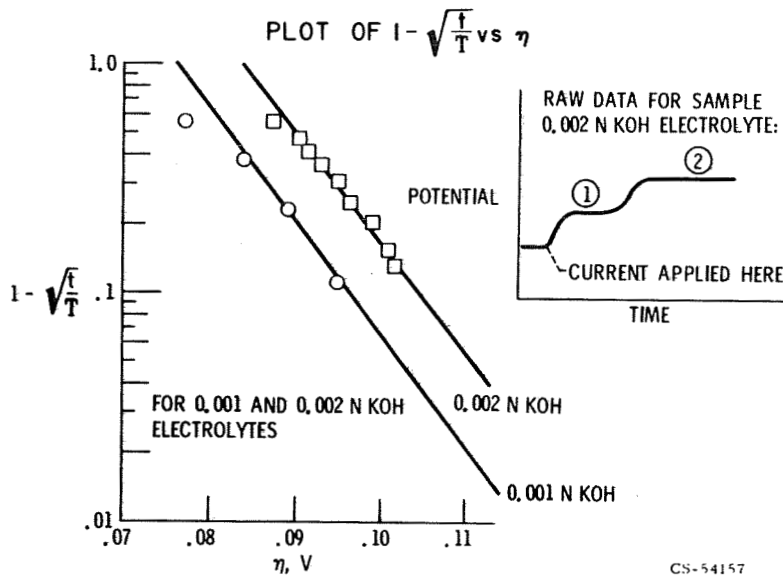 PLOT OF 1 - √t/T vs η
1.0
.1
.01
1 - √t/T
.07 .08 .09 .10 .11
η, V
FOR 0.001 AND 0.002 N KOH
ELECTROLYTES
0.002 N KOH
0.001 N KOH
RAW DATA FOR SAMPLE
0.002 N KOH ELECTROLYTE:
POTENTIAL
1
2
CURRENT APPLIED HERE
TIME
CS-54157